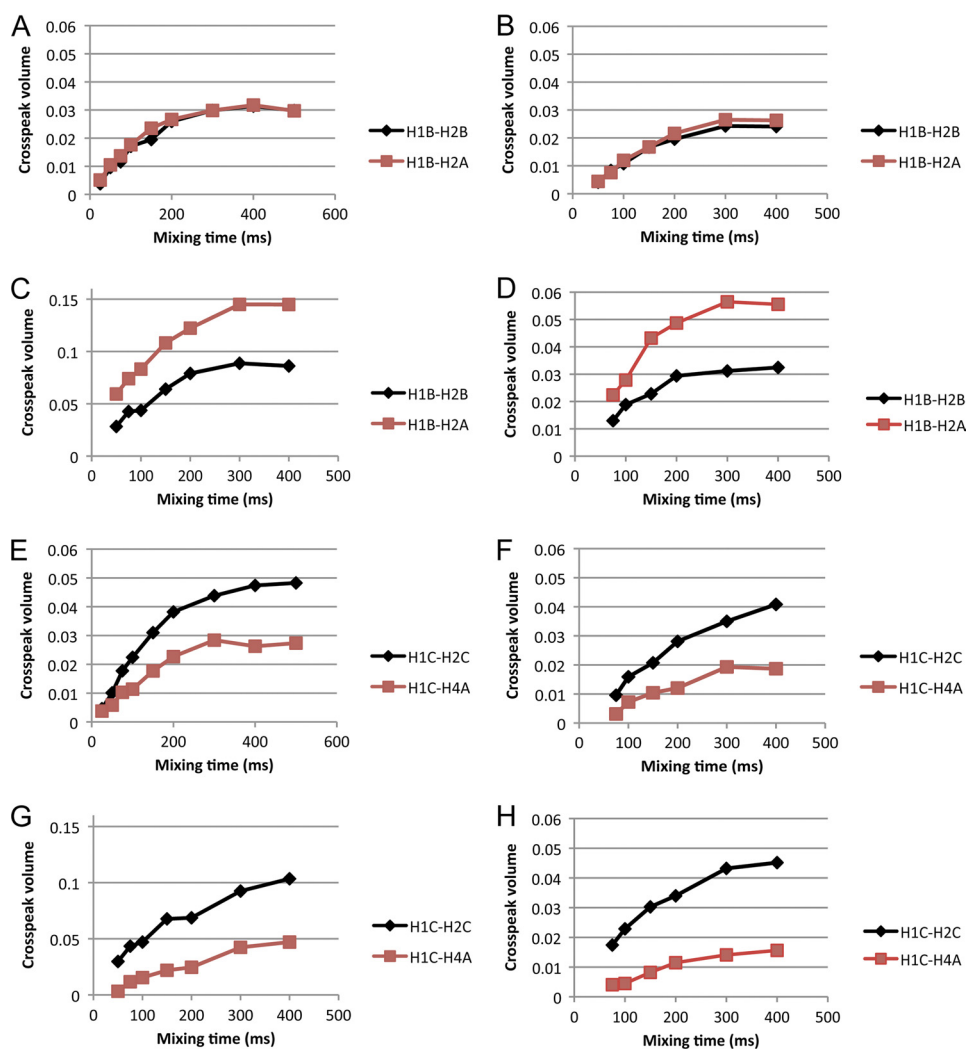 A
Crosspeak volume
0.06
0.05
0.04
0.03
0.02
0.01
0
0 200 400 600
Mixing time (ms)
H1B-H2B
H1B-H2A
B
Crosspeak volume
0.06
0.05
0.04
0.03
0.02
0.01
0
0 100 200 300 400 500
Mixing time (ms)
H1B-H2B
H1B-H2A
C
Crosspeak volume
0.15
0.1
0.05
0
0 100 200 300 400 500
Mixing time (ms)
H1B-H2B
H1B-H2A
D
Crosspeak volume
0.06
0.05
0.04
0.03
0.02
0.01
0
0 100 200 300 400 500
Mixing time (ms)
H1B-H2B
H1B-H2A
E
Crosspeak volume
0.06
0.05
0.04
0.03
0.02
0.01
0
0 200 400 600
Mixing time (ms)
H1C-H2C
H1C-H4A
F
Crosspeak volume
0.06
0.05
0.04
0.03
0.02
0.01
0
0 100 200 300 400 500
Mixing time (ms)
H1C-H2C
H1C-H4A
G
Crosspeak volume
0.15
0.1
0.05
0
0 100 200 300 400 500
Mixing time (ms)
H1C-H2C
H1C-H4A
H
Crosspeak volume
0.06
0.05
0.04
0.03
0.02
0.01
0
0 100 200 300 400 500
Mixing time (ms)
H1C-H2C
H1C-H4A